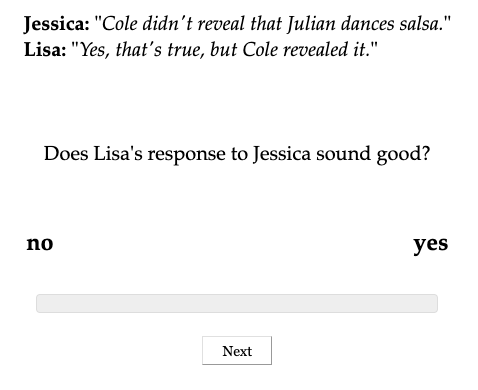 Jessica: "Cole didn't reveal that Julian dances salsa."
Lisa: "Yes, that's true, but Cole revealed it."
Does Lisa's response to Jessica sound good?
no yes
Next